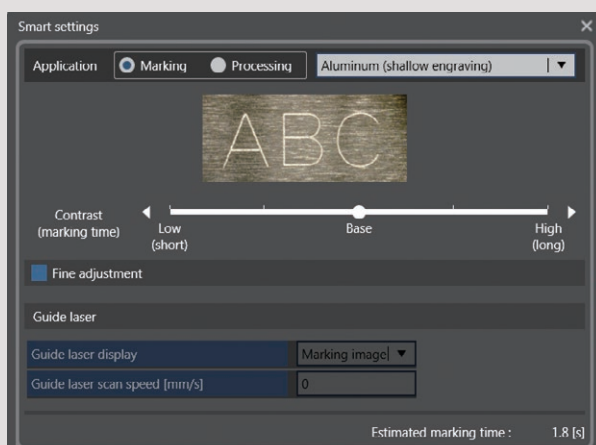 Smart settings
Application Marking Processing Aluminum (shallow engraving)
ABC
Contrast
(marking time)
Low
(short)
Base
High
(long)
Fine adjustment
Guide laser
Guide laser display Marking image
Guide laser scan speed [mm/s] 0
Estimated marking time : 1.8 [s]